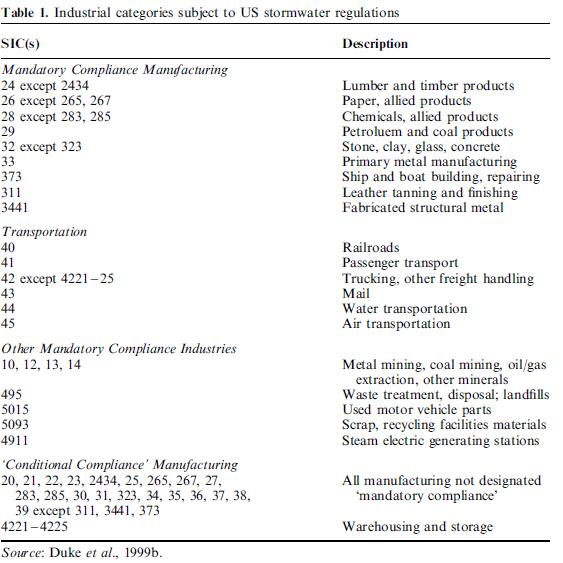 Table 1. Industrial categories subject to US stormwater regulations
SIC(s) Description
Mandatory Compliance Manufacturing
24 except 2434 Lumber and timber products
26 except 265, 267 Paper, allied products
28 except 283, 285 Chemicals, allied products
29 Petroluem and coal products
32 except 323 Stone, clay, glass, concrete
33 Primary metal manufacturing
373 Ship and boat building, repairing
311 Leather tanning and finishing
3441 Fabricated structural metal
Transportation
40 Railroads
41 Passenger transport
42 except 4221–25 Trucking, other freight handling
43 Mail
44 Water transportation
45 Air transportation
Other Mandatory Compliance Industries
10, 12, 13, 14 Metal mining, coal mining, oil/gas
extraction, other minerals
495 Waste treatment, disposal; landfills
5015 Used motor vehicle parts
5093 Scrap, recycling facilities materials
4911 Steam electric generating stations
‘Conditional Compliance’ Manufacturing
20, 21, 22, 23, 2434, 25, 265, 267, 27, All manufacturing not designated
283, 285, 30, 31, 323, 34, 35, 36, 37, 38, ‘mandatory compliance’
39 except 311, 3441, 373
4221–4225 Warehousing and storage
Source: Duke et al., 1999b.